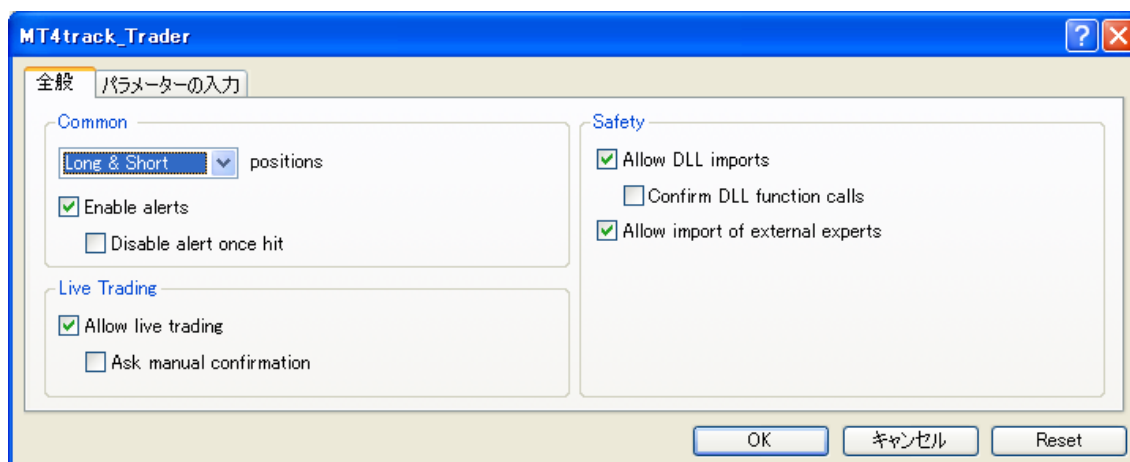 MT4track_Trader
全般
パラメーターの入力
Common
Long & Short
positions
Enable alerts
Disable alert once hit
Live Trading
Allow live trading
Ask manual confirmation
Safety
Allow DLL imports
Confirm DLL function calls
Allow import of external experts
OK
キャンセル
Reset